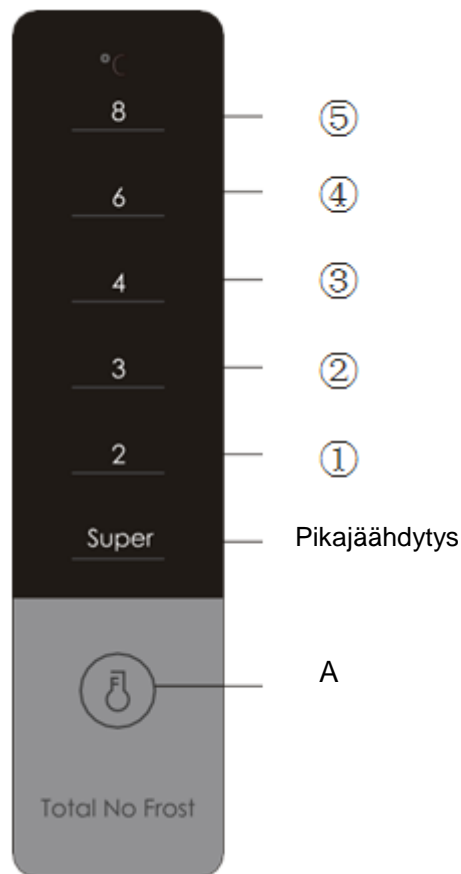 °C
8 ⑤
6 ④
4 ③
3 ②
2 ①
Super Pikajäähdytys
A
Total No Frost